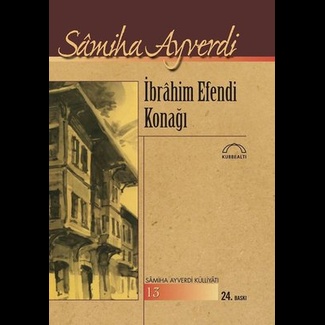 Sâmiha Ayverdi
İbrâhim Efendi
Konağı
KUBBEALTI
SÂMİHA AYVERDİ KÜLLİYÂTI
13
24. BASKI